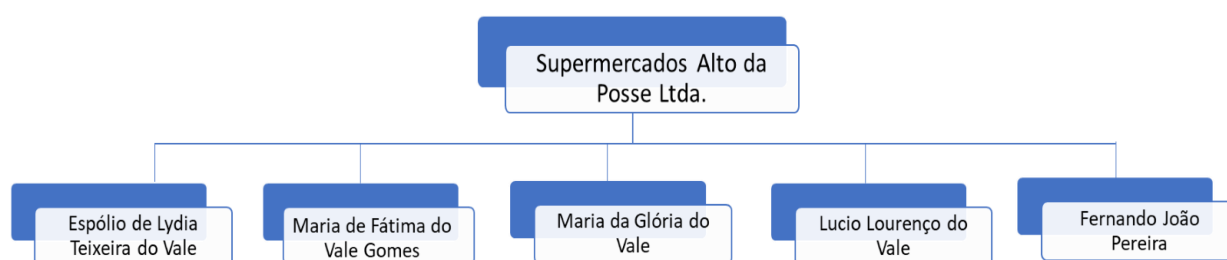 Supermercados Alto da
Posse Ltda.
Espólio de Lydia
Teixeira do Vale
Maria de Fátima do
Vale Gomes
Maria da Glória do
Vale
Lucio Lourenço do
Vale
Fernando João
Pereira